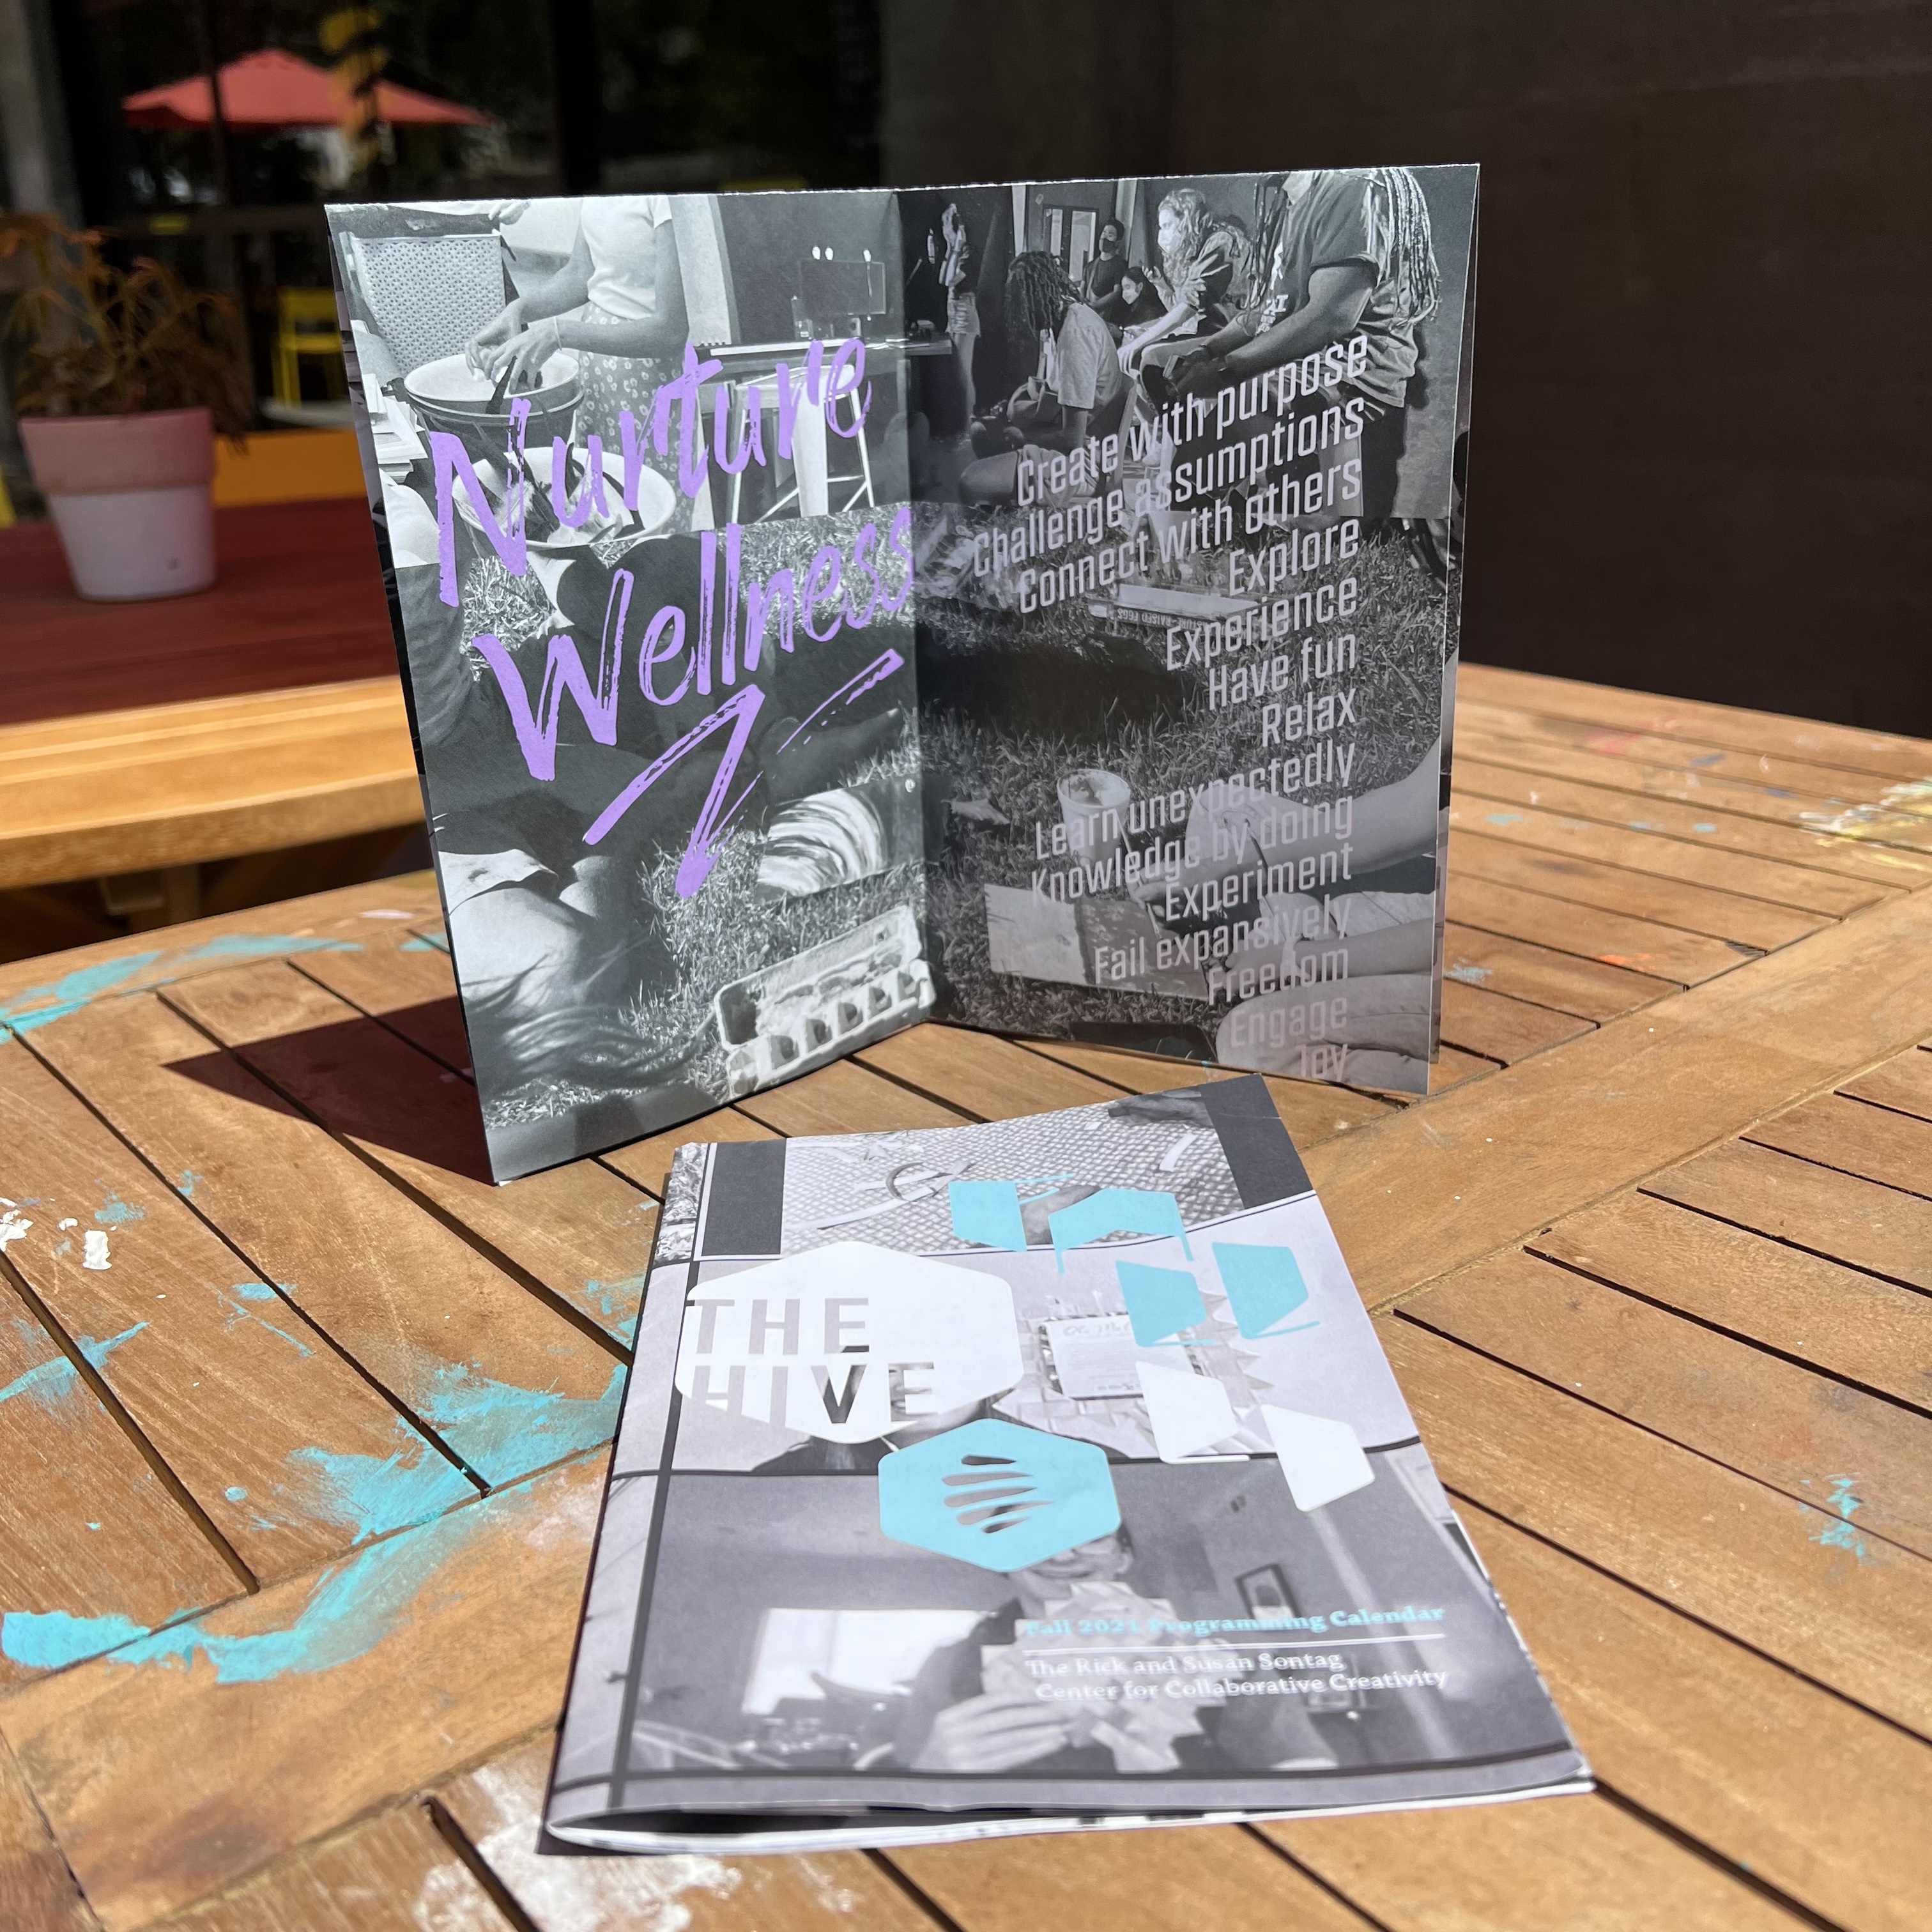 Nurture
Wellness
Create with purpose
Challenge assumptions
Connect with others
Explore
Experience
Have fun
Relax
Learn unexpectedly
Knowledge by doing
Experiment
Fail expansively
Freedom
Engage
Joy
THE
HIVE
Fall 2021 Programming Calendar
The Rick and Susan Sontag
Center for Collaborative Creativity